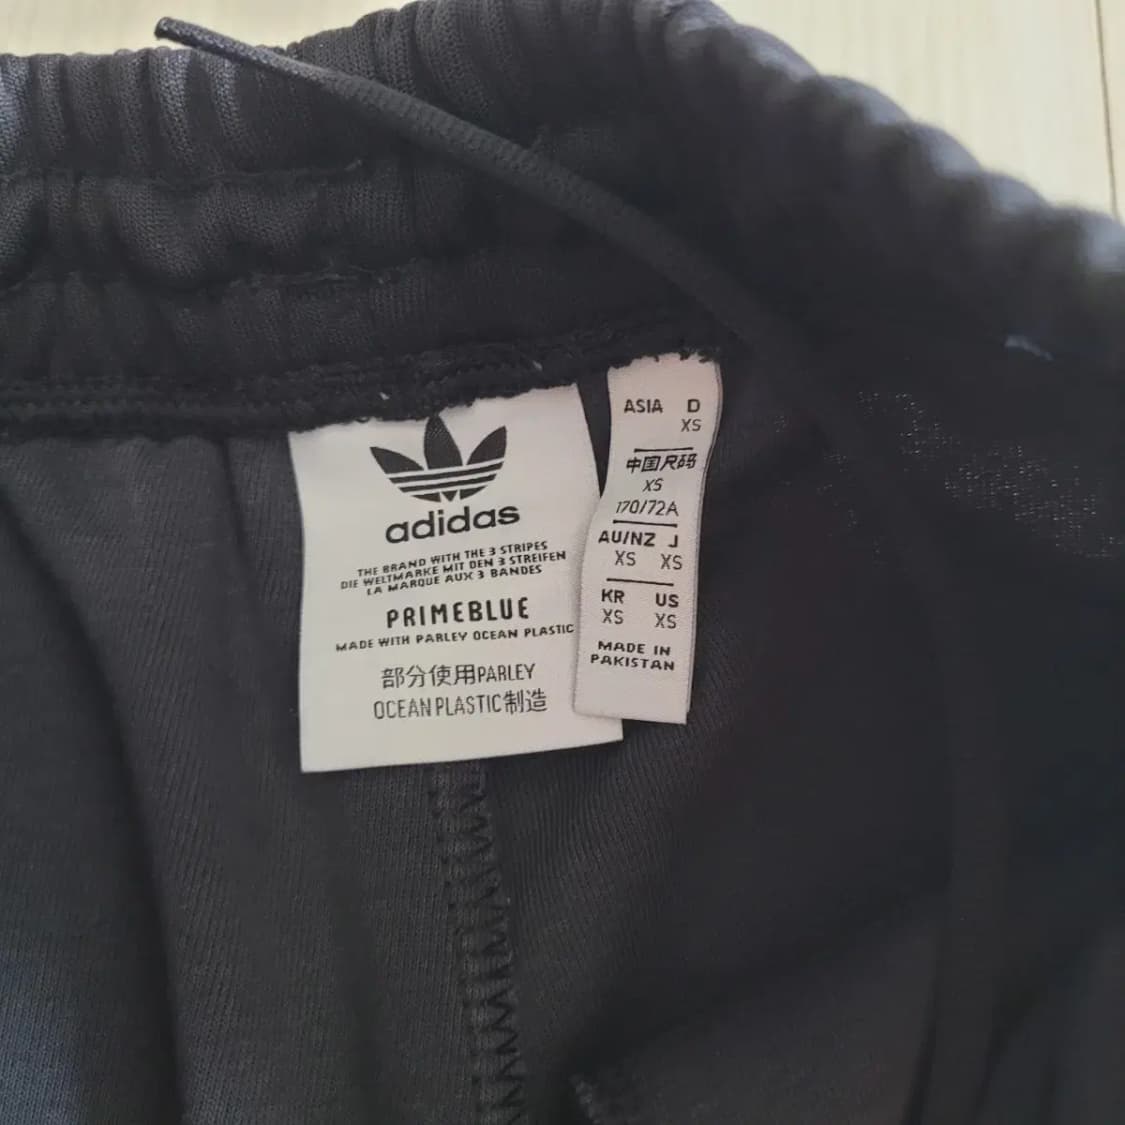 adidas
THE BRAND WITH THE 3 STRIPES
DIE WELTMARKE MIT DEN 3 STREIFEN
LA MARQUE AUX 3 BANDES
PRIMEBLUE
MADE WITH PARLEY OCEAN PLASTIC
部分使用PARLEY
OCEAN PLASTIC制造
ASIA D
XS
中国尺码
XS
170/72A
AU/NZ J
XS XS
KR US
XS XS
MADE IN
PAKISTAN